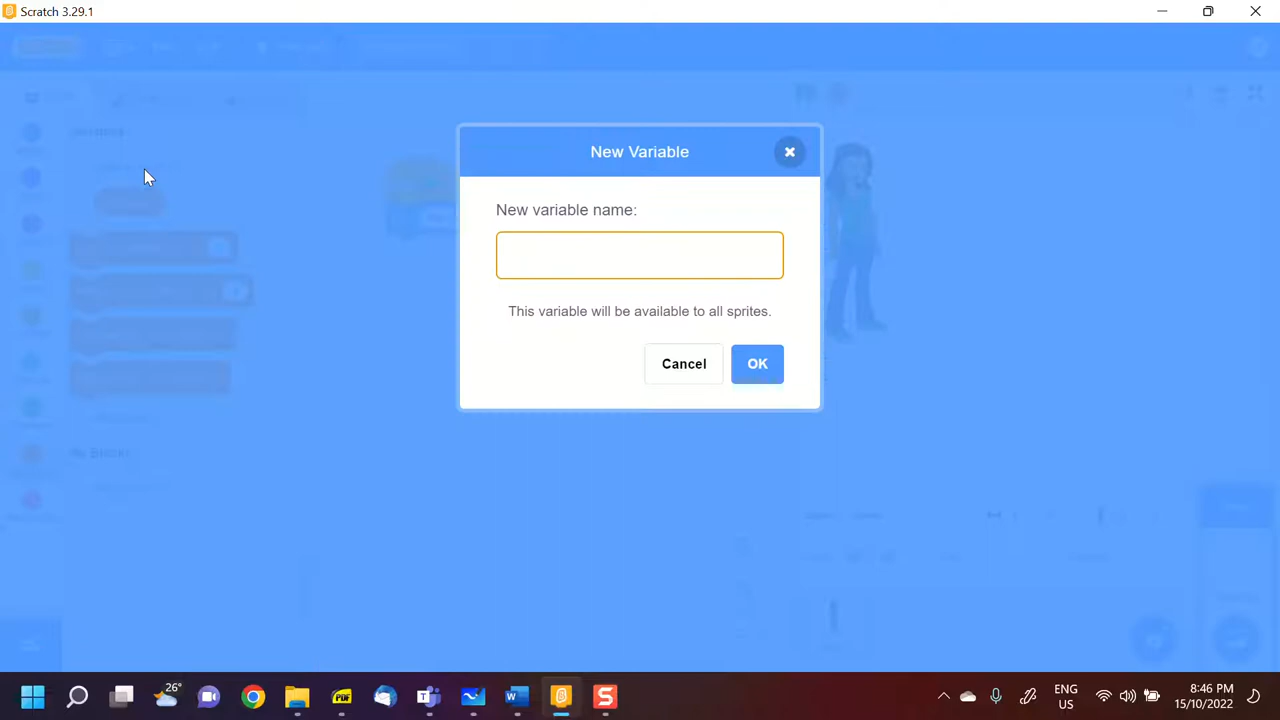 Scratch 3.29.1
New Variable
New variable name:
This variable will be available to all sprites.
Cancel
OK
26°
PDF
ENG
US
8:46 PM
15/10/2022